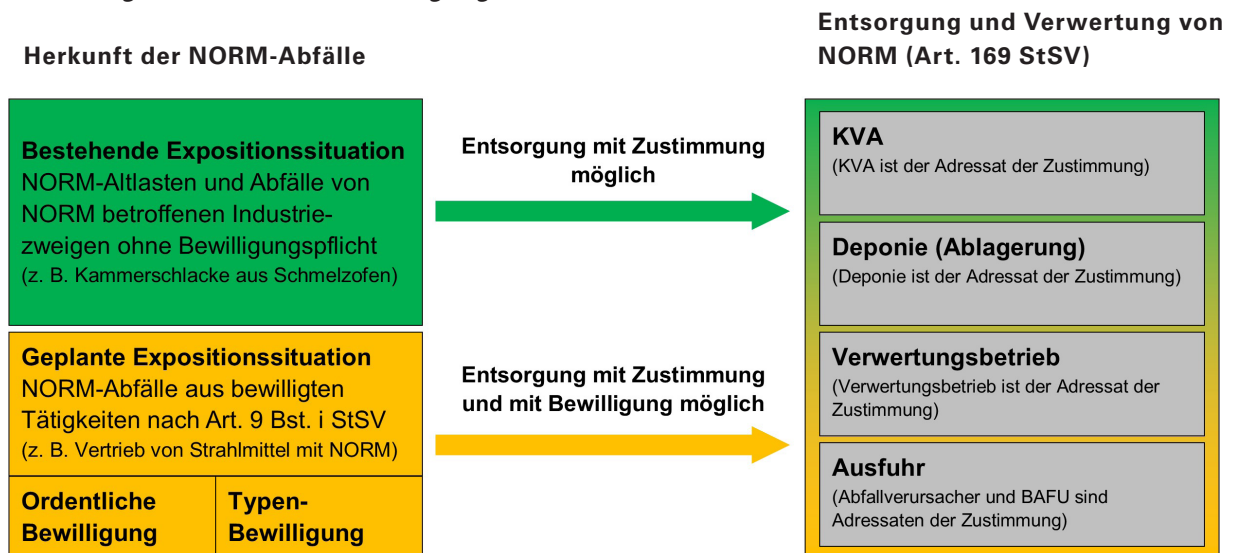 Herkunft der NORM-Abfälle
Entsorgung und Verwertung von
NORM (Art. 169 StSV)
Bestehende Expositionssituation
NORM-Altlasten und Abfälle von
NORM betroffenen Industrie-
zweigen ohne Bewilligungspflicht
(z. B. Kammerschlacke aus Schmelzofen)
Geplante Expositionssituation
NORM-Abfälle aus bewilligten
Tätigkeiten nach Art. 9 Bst. i StSV
(z. B. Vertrieb von Strahlmittel mit NORM)
Ordentliche
Bewilligung
Typen-
Bewilligung
Entsorgung mit Zustimmung
möglich
Entsorgung mit Zustimmung
und mit Bewilligung möglich
KVA
(KVA ist der Adressat der Zustimmung)
Deponie (Ablagerung)
(Deponie ist der Adressat der Zustimmung)
Verwertungsbetrieb
(Verwertungsbetrieb ist der Adressat der
Zustimmung)
Ausfuhr
(Abfallverursacher und BAFU sind
Adressaten der Zustimmung)